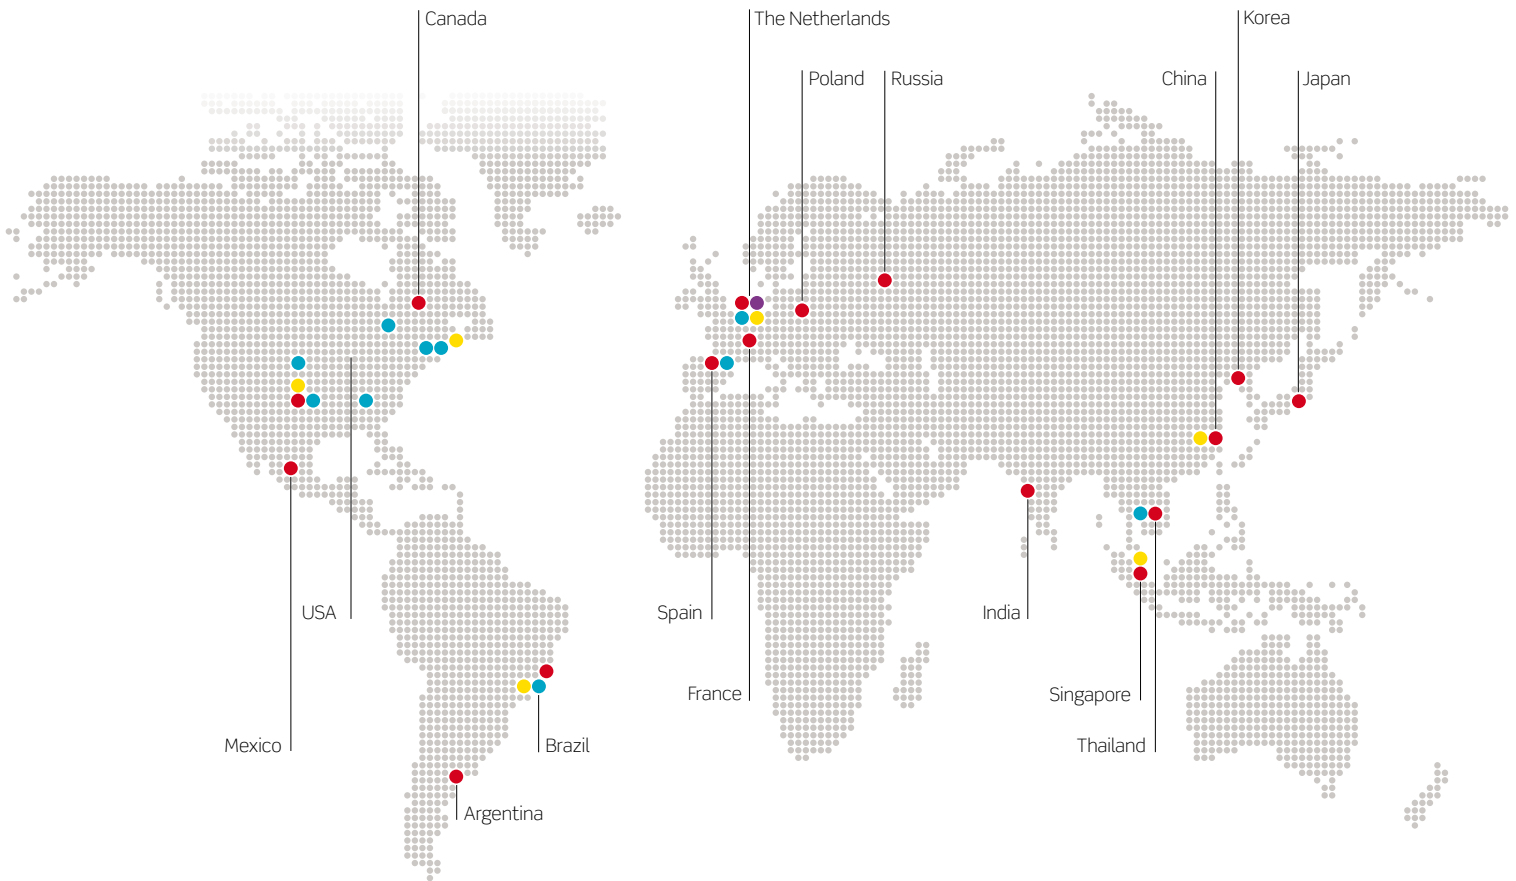 Canada
The Netherlands
Korea
Poland
Russia
China
Japan
USA
Spain
India
France
Singapore
Mexico
Brazil
Thailand
Argentina